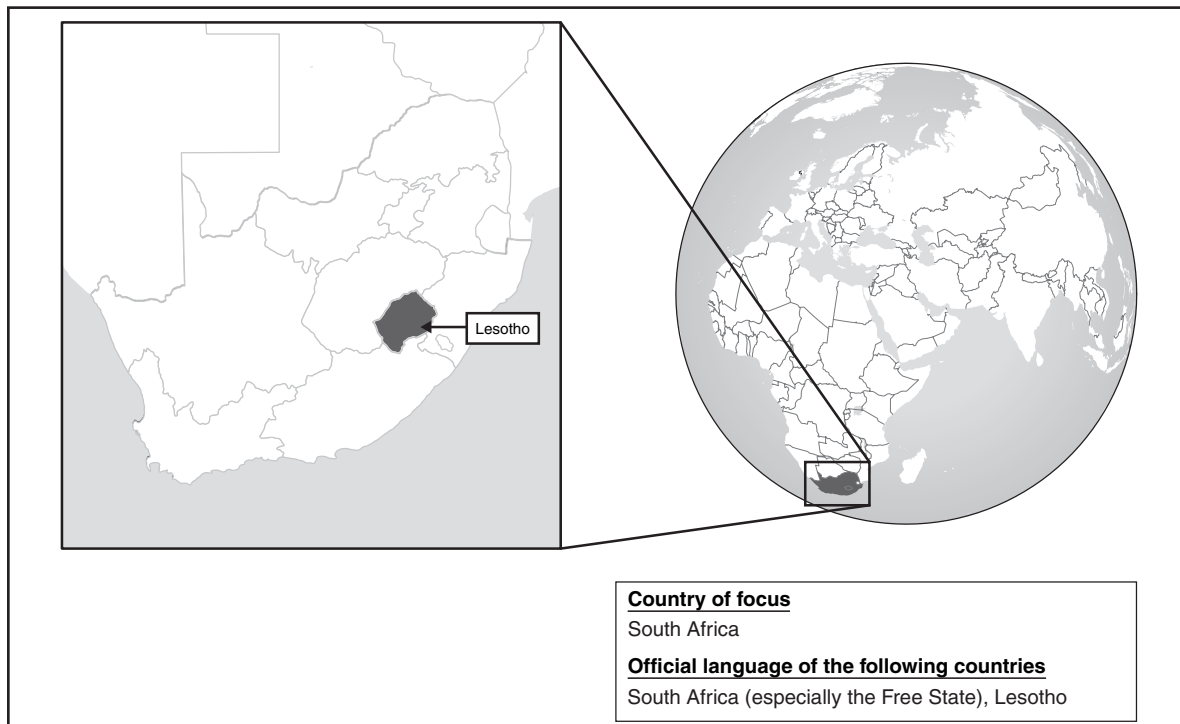 Lesotho
Country of focus
South Africa
Official language of the following countries
South Africa (especially the Free State), Lesotho